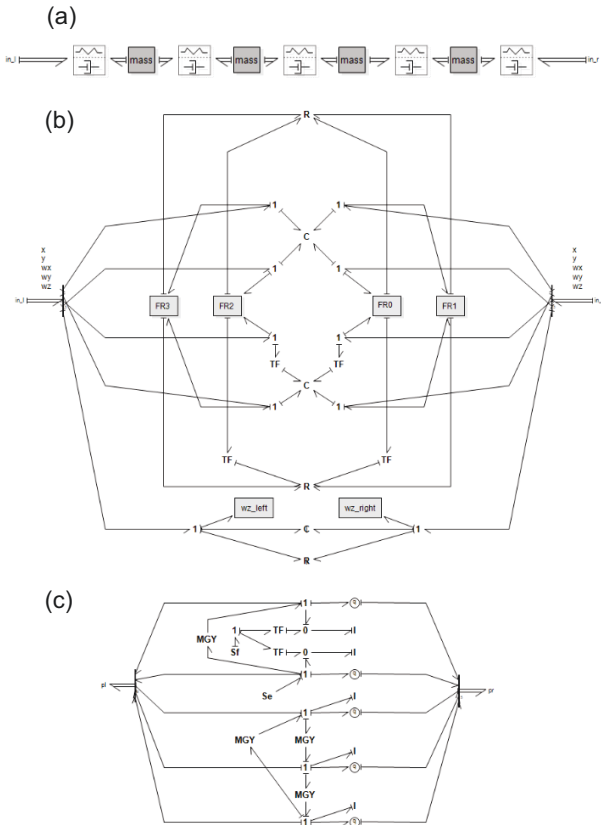 (a)
in_l mass mass mass mass in_r
(b)
R
1 1
C
x x
y y
wx 1 1 wx
wy wy
wz wz
in_l FR3 FR2 FR0 FR1 in_
1 1
TF TF
C
1 1
TF TF
R
wz_left wz_right
1 C 1
R
(c)
1
MGY 1 TF 0 I
Sf TF 0 I
1
pl Se I pr
1
MGY MGY I
1
MGY I
1